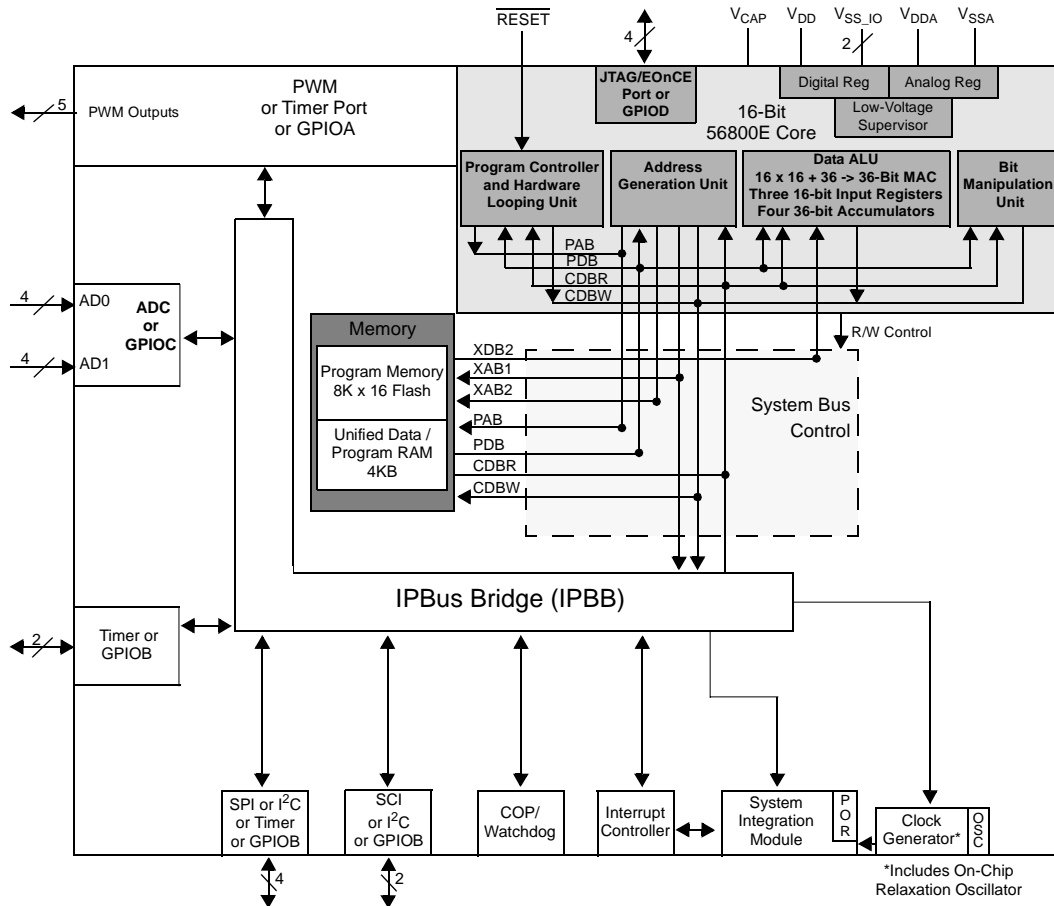 RESET
4
VCAP
VDD
VSS_IO
VDDA
VSSA
2
5
PWM Outputs
PWM
or Timer Port
or GPIOA
JTAG/EOnCE
Port or
GPIOD
Digital Reg
Analog Reg
Low-Voltage
Supervisor
16-Bit
56800E Core
Program Controller
and Hardware
Looping Unit
Address
Generation Unit
Data ALU
16 x 16 + 36 -> 36-Bit MAC
Three 16-bit Input Registers
Four 36-bit Accumulators
Bit
Manipulation
Unit
PAB
PDB
CDBR
CDBW
4
AD0
4
AD1
ADC
or
GPIOC
Memory
Program Memory
8K x 16 Flash
Unified Data /
Program RAM
4KB
R/W Control
XDB2
XAB1
XAB2
PAB
PDB
CDBR
CDBW
System Bus
Control
IPBus Bridge (IPBB)
2
Timer or
GPIOB
SPI or I²C
or Timer
or GPIOB
4
SCI
or I²C
or GPIOB
2
COP/
Watchdog
Interrupt
Controller
System
Integration
Module
POR
Clock
Generator*
OSC
*Includes On-Chip
Relaxation Oscillator